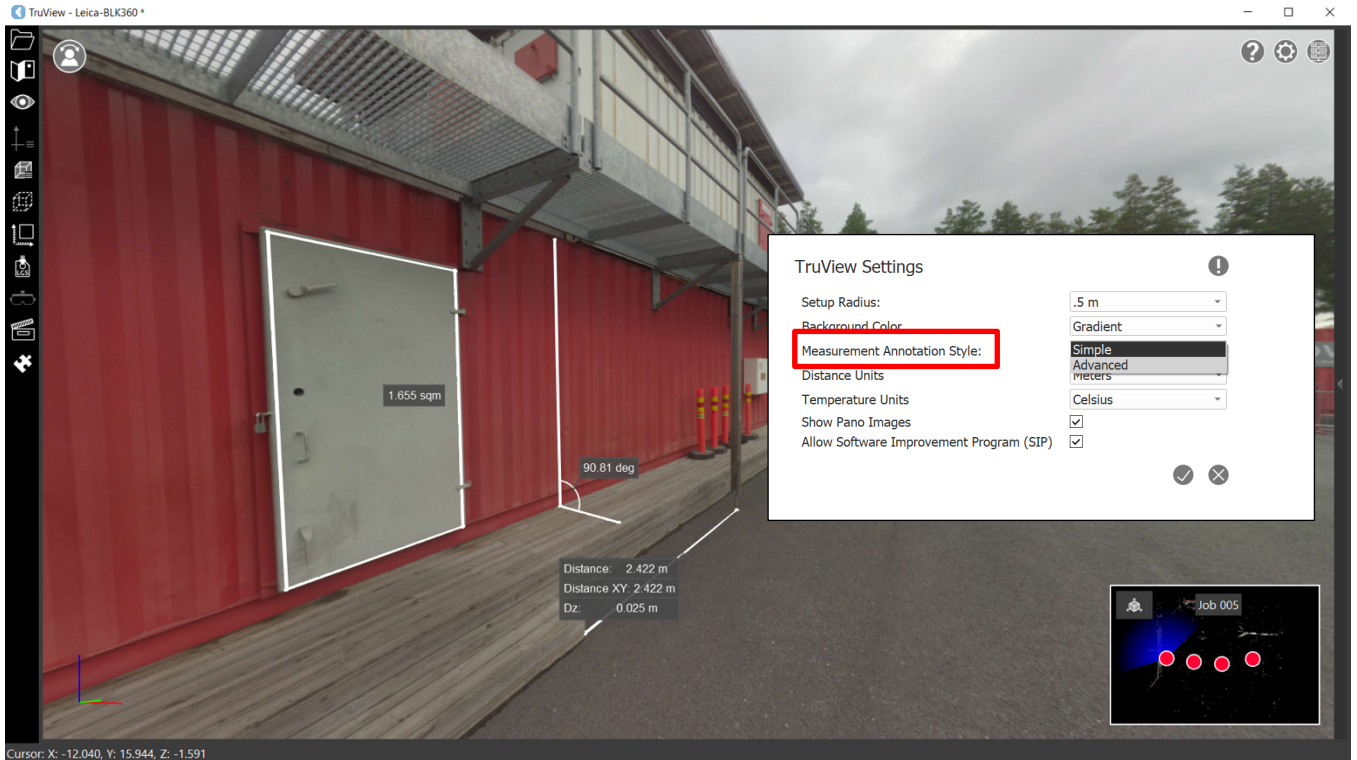 TruView - Leica-BLK360 *
TruView Settings
Setup Radius:
.5 m
Background Color
Gradient
Measurement Annotation Style:
Simple
Advanced
Distance Units
Meters
Temperature Units
Celsius
Show Pano Images
Allow Software Improvement Program (SIP)
1.655 sqm
90.81 deg
Distance: 2.422 m
Distance XY: 2.422 m
Dz: 0.025 m
Job 005
LGS
Cursor: X: -12.040, Y: 15.944, Z: -1.591